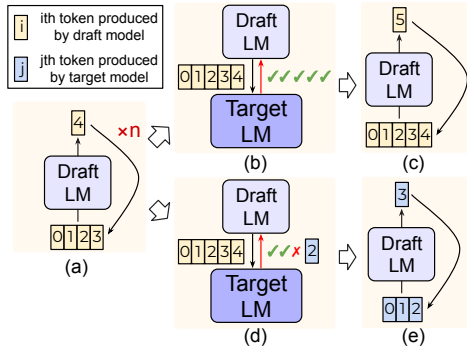 i ith token produced
by draft model
j jth token produced
by target model
4
×n
Draft
LM
0 1 2 3
(a)
Draft
LM
0 1 2 3 4
✓✓✓✓✓
Target
LM
(b)
5
Draft
LM
0 1 2 3 4
(c)
Draft
LM
0 1 2 3 4
✓✓✗ 2
Target
LM
(d)
3
Draft
LM
0 1 2
(e)